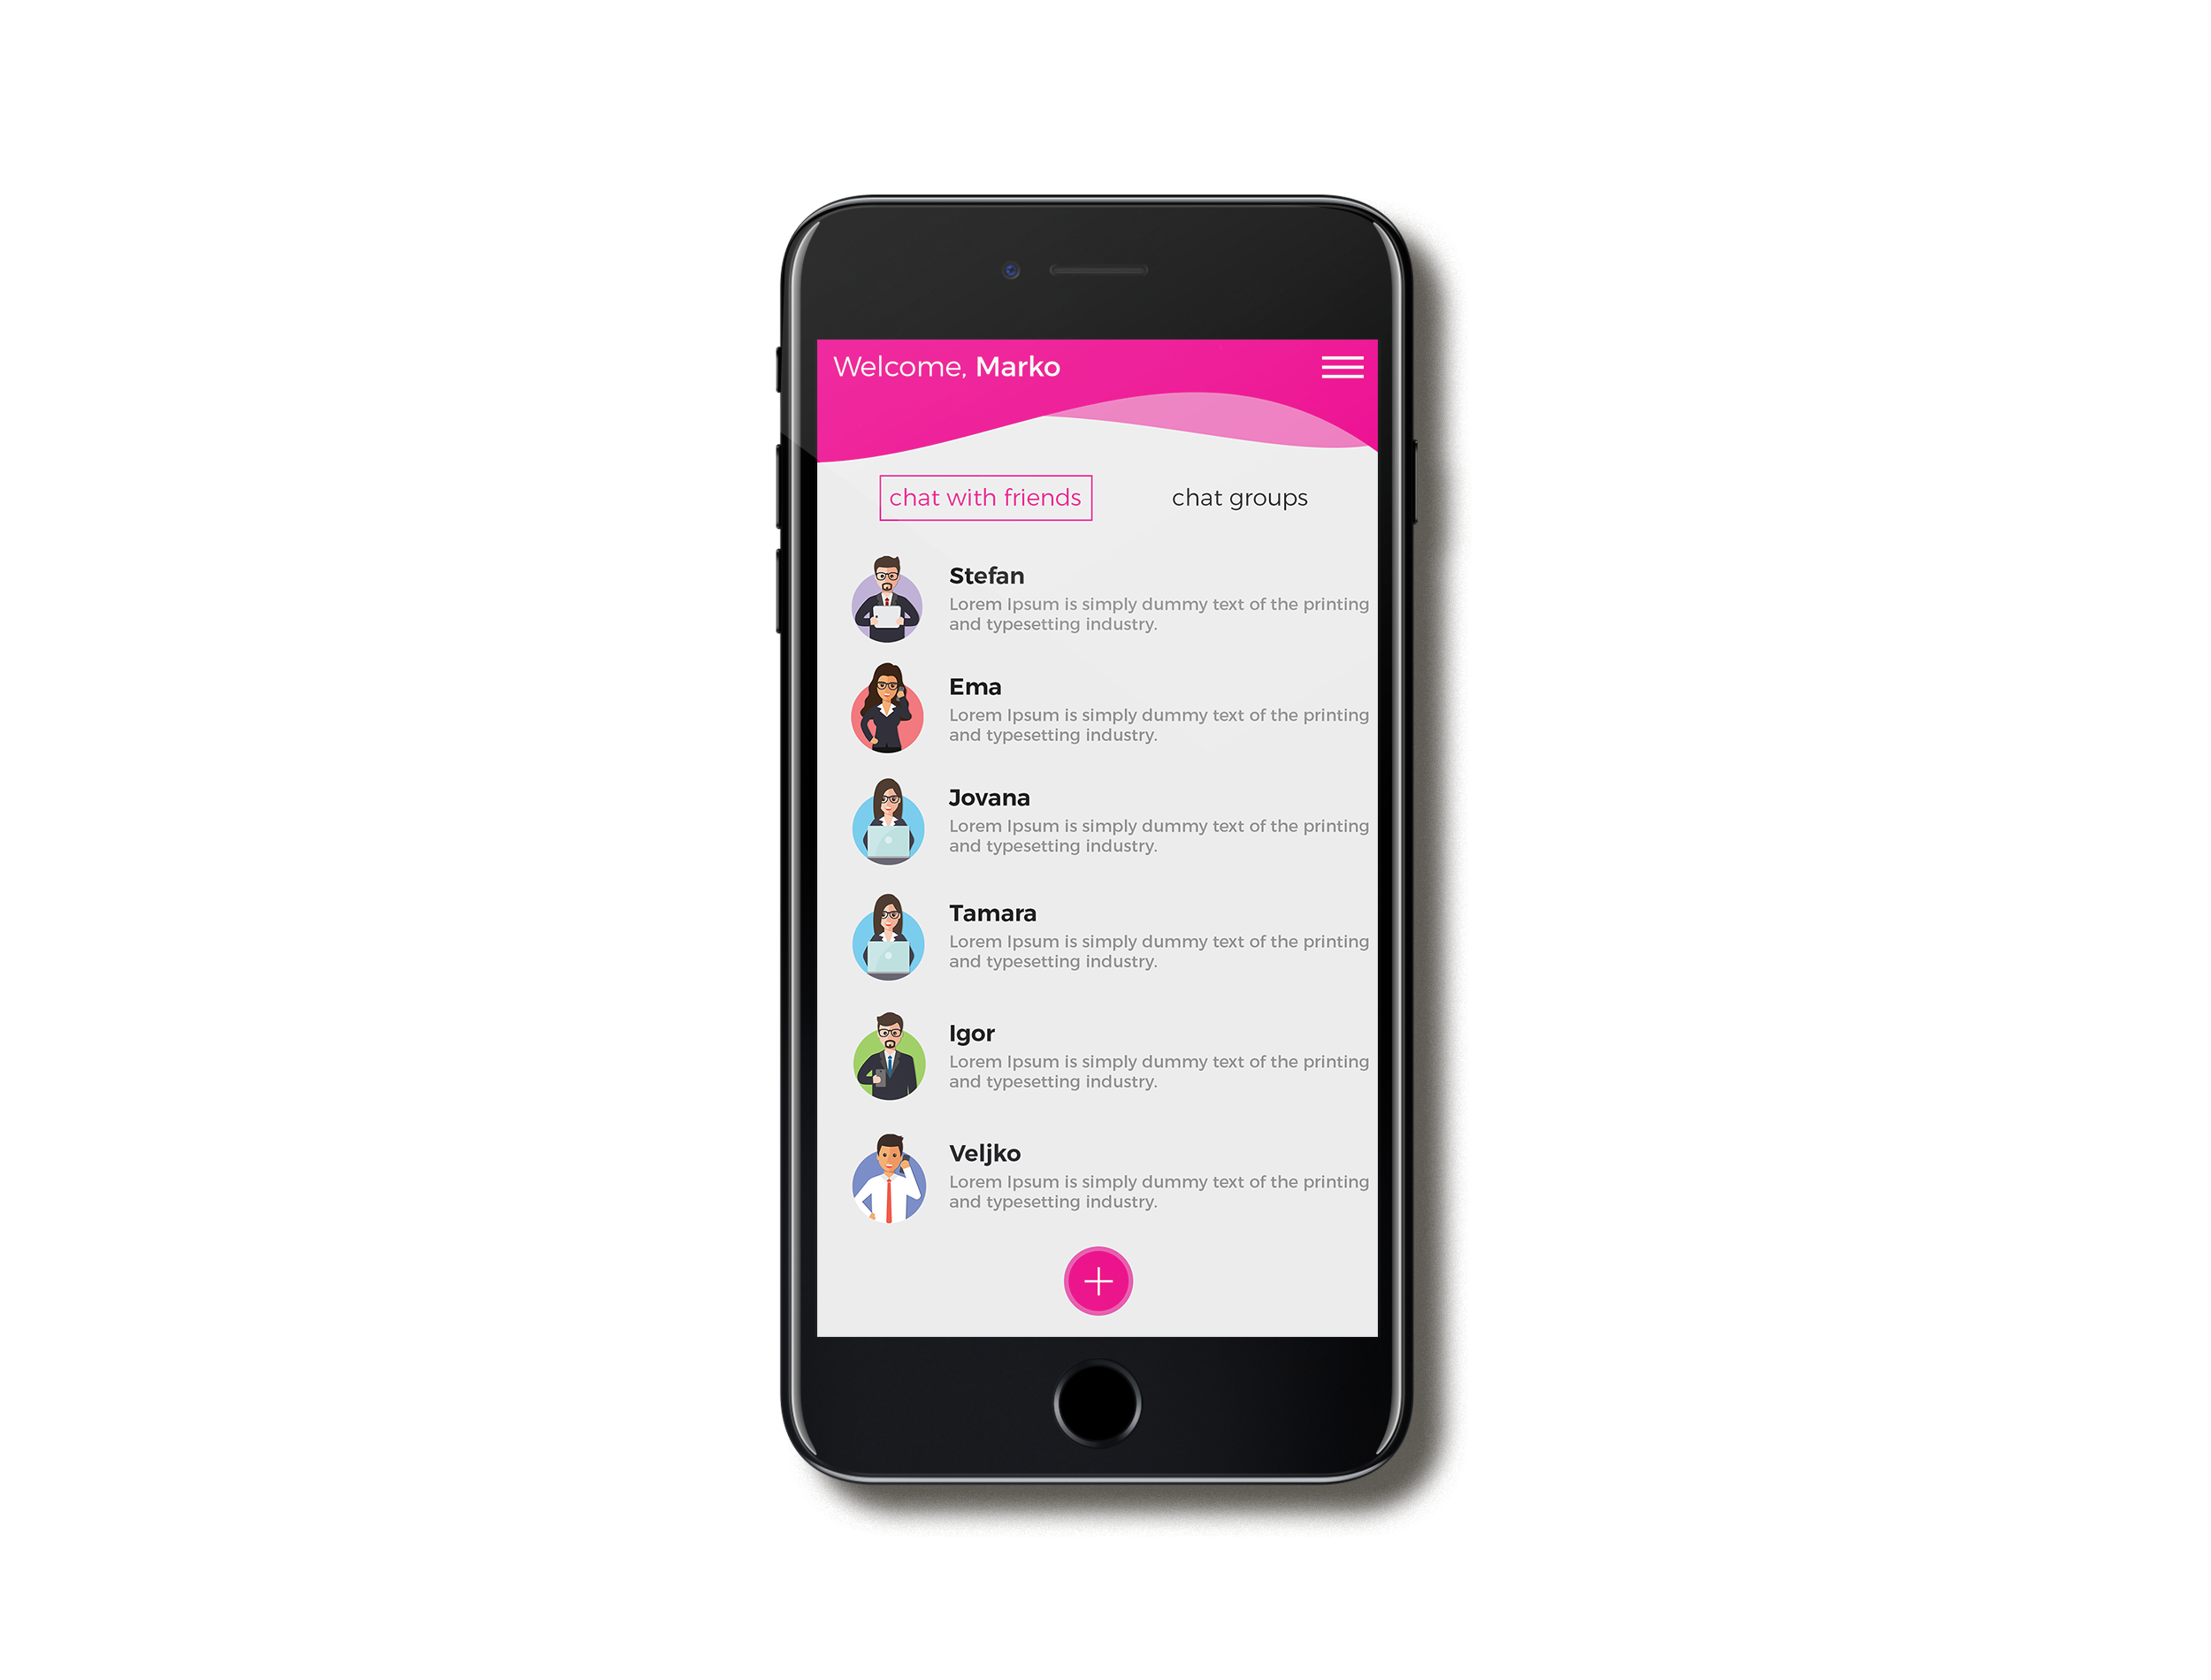 Welcome, Marko
chat with friends
chat groups
Stefan
Lorem Ipsum is simply dummy text of the printing
and typesetting industry.
Ema
Lorem Ipsum is simply dummy text of the printing
and typesetting industry.
Jovana
Lorem Ipsum is simply dummy text of the printing
and typesetting industry.
Tamara
Lorem Ipsum is simply dummy text of the printing
and typesetting industry.
Igor
Lorem Ipsum is simply dummy text of the printing
and typesetting industry.
Veljko
Lorem Ipsum is simply dummy text of the printing
and typesetting industry.